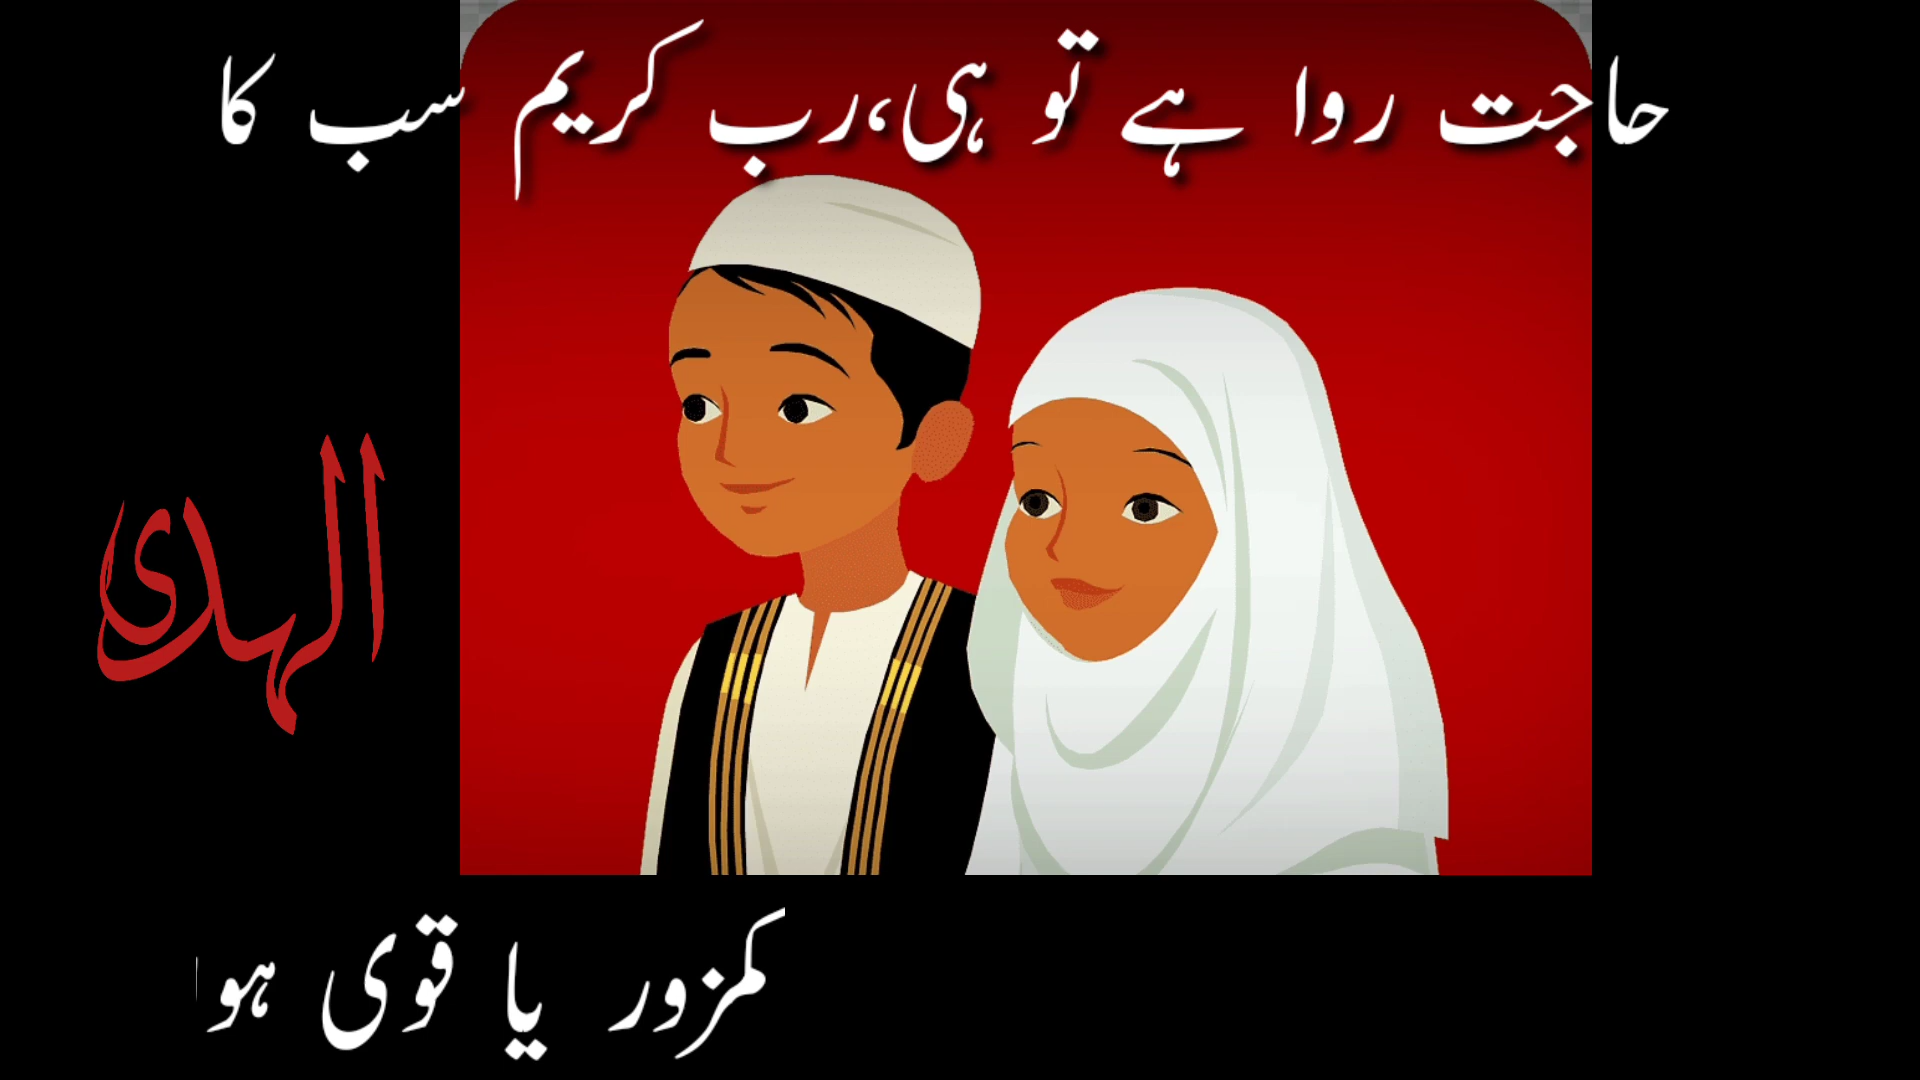 حاجت روا ہے تو ہی،رب کریم سب کا
الہدی
کمزور یا قوی ہو